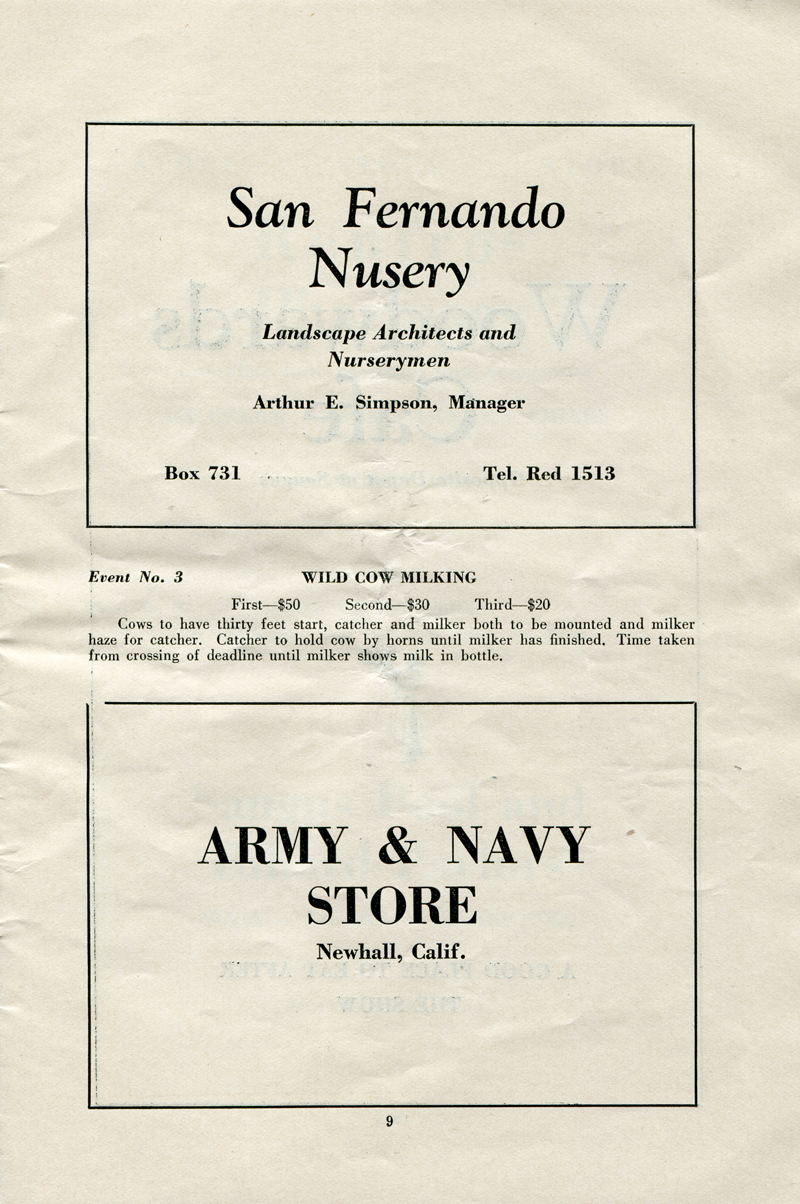 San Fernando
Nusery
Landscape Architects and
Nurserymen
Arthur E. Simpson, Manager
Box 731 Tel. Red 1513
Event No. 3 WILD COW MILKING
First—$50 Second—$30 Third—$20
Cows to have thirty feet start, catcher and milker both to be mounted and milker
haze for catcher. Catcher to hold cow by horns until milker has finished. Time taken
from crossing of deadline until milker shows milk in bottle.
ARMY & NAVY
STORE
Newhall, Calif.
9